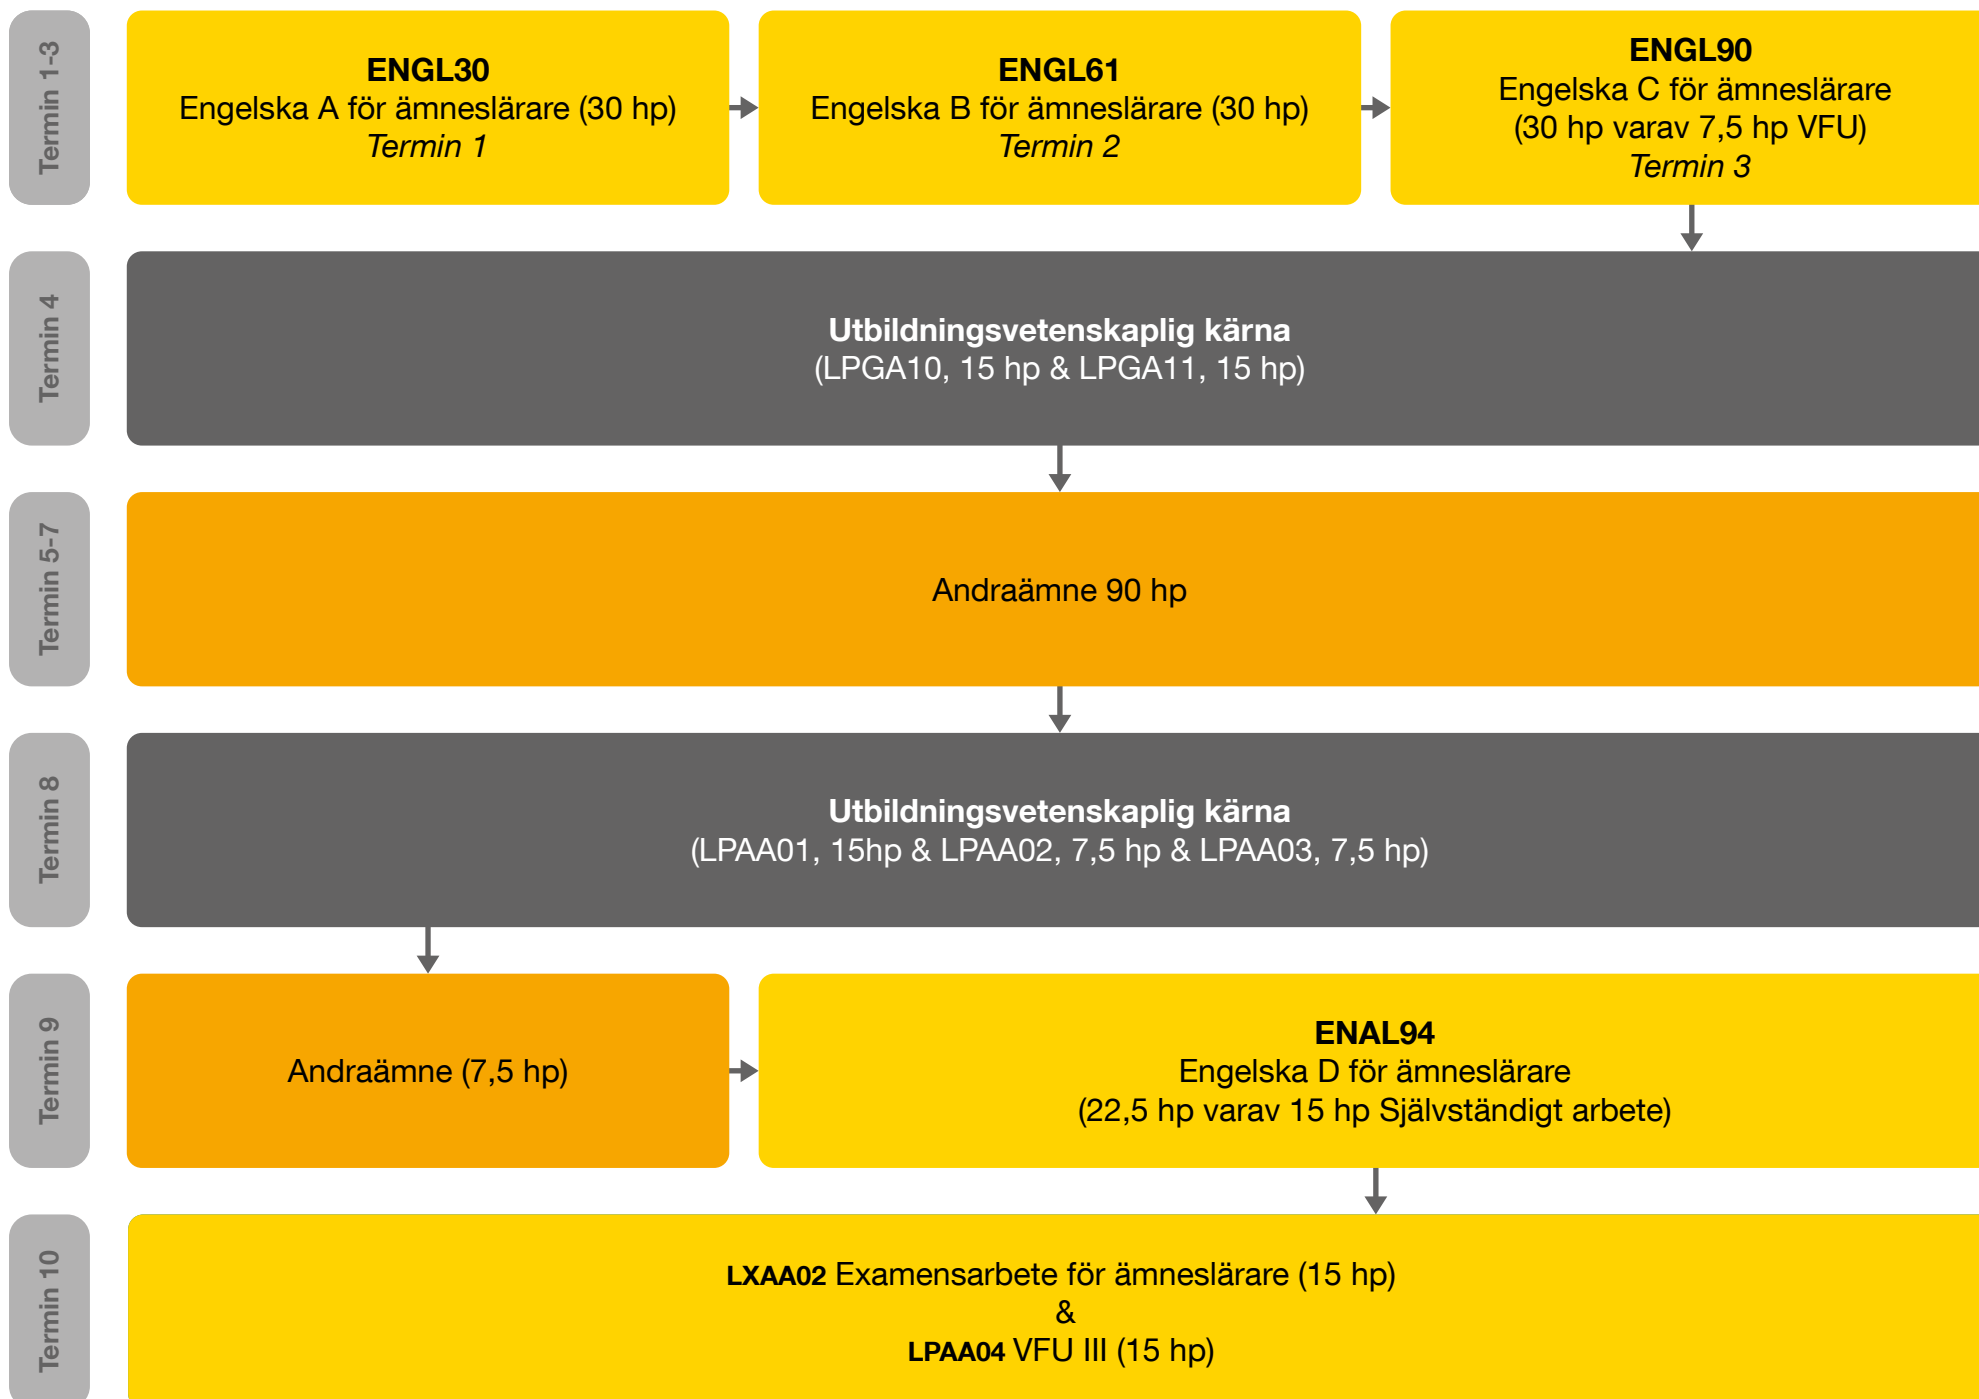 Termin 1-3
ENGL30
Engelska A för ämneslärare (30 hp)
Termin 1
ENGL61
Engelska B för ämneslärare (30 hp)
Termin 2
ENGL90
Engelska C för ämneslärare
(30 hp varav 7,5 hp VFU)
Termin 3
Termin 4
Utbildningsvetenskaplig kärna
(LPGA10, 15 hp & LPGA11, 15 hp)
Termin 5-7
Andraämne 90 hp
Termin 8
Utbildningsvetenskaplig kärna
(LPAA01, 15hp & LPAA02, 7,5 hp & LPAA03, 7,5 hp)
Termin 9
Andraämne (7,5 hp)
ENAL94
Engelska D för ämneslärare
(22,5 hp varav 15 hp Självständigt arbete)
Termin 10
LXAA02 Examensarbete för ämneslärare (15 hp)
&
LPAA04 VFU III (15 hp)